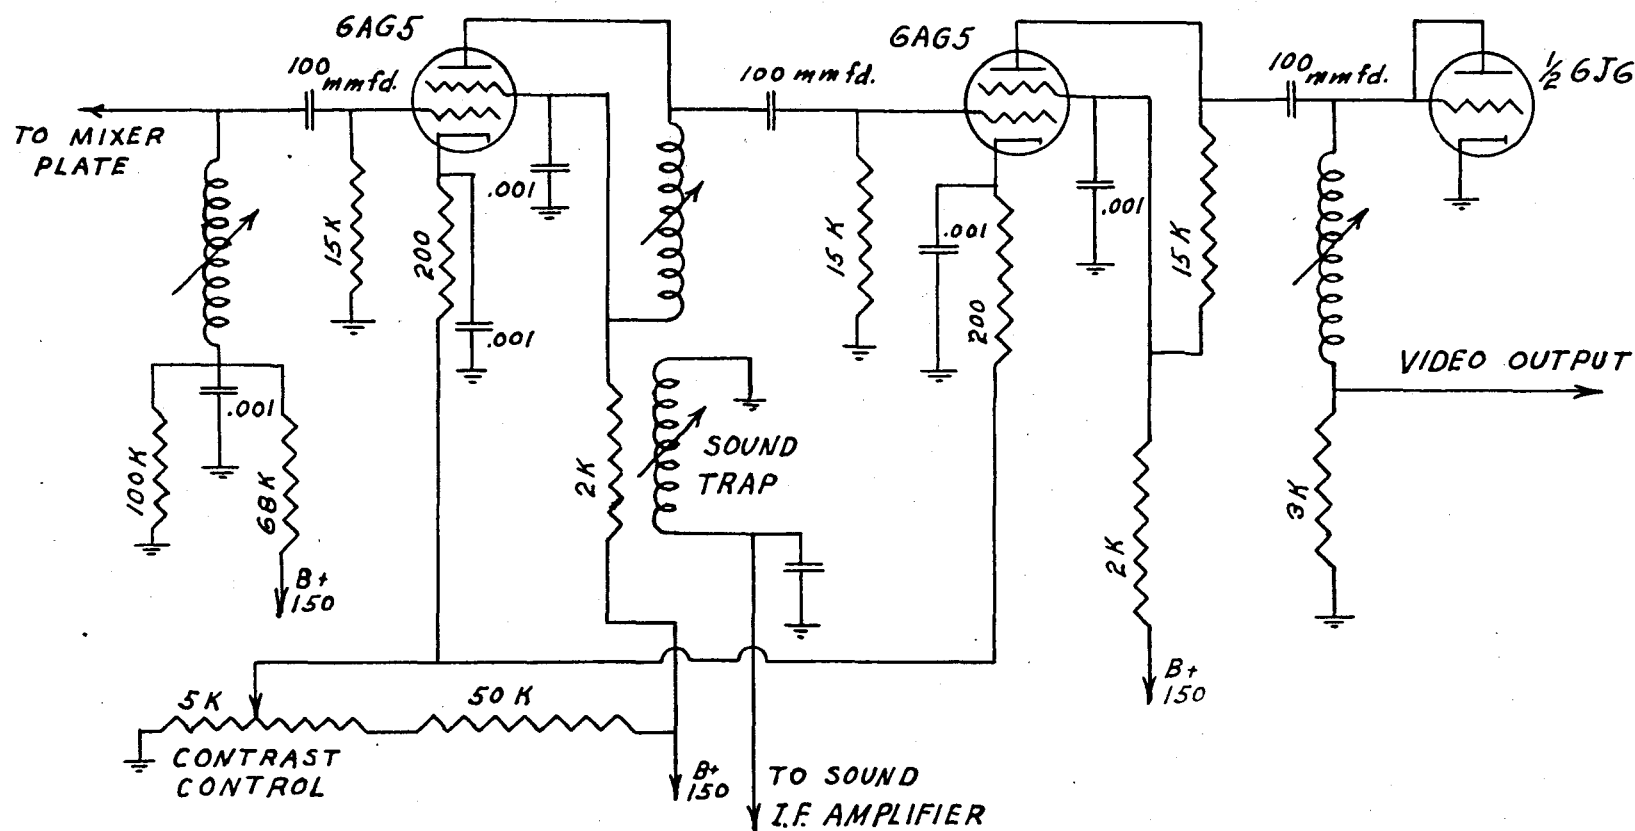 6AG5
6AG5
100
mmfd.
100 mmfd.
100
mmfd.
1/2 6J6
TO MIXER
PLATE
.001
.001
15K
200
15K
.001
15K
.001
200
.001
VIDEO OUTPUT
100K
68K
2K
SOUND
TRAP
3K
2K
B+
150
B+
150
5K
50K
CONTRAST
CONTROL
B+
150
TO SOUND
I.F. AMPLIFIER